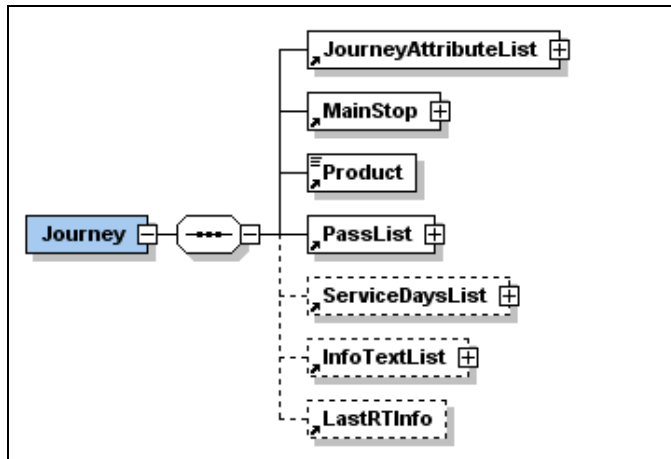 JourneyAttributeList
MainStop
Product
Journey
PassList
ServiceDaysList
InfoTextList
LastRTInfo